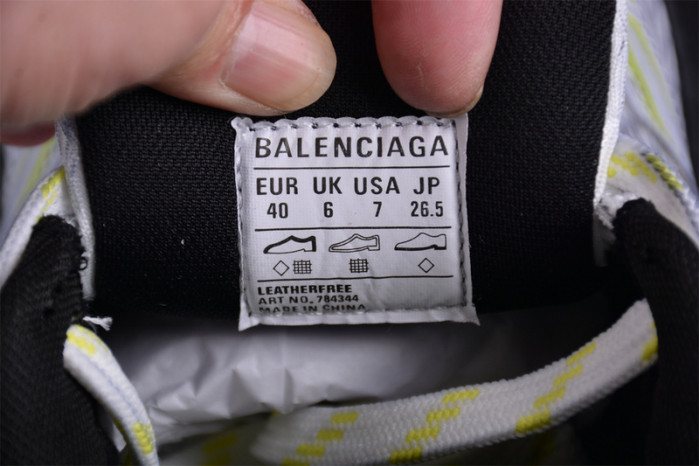 BALENCIAGA
EUR UK USA JP
40 6 7 26.5
LEATHERFREE
ART NO. 784344
MADE IN CHINA